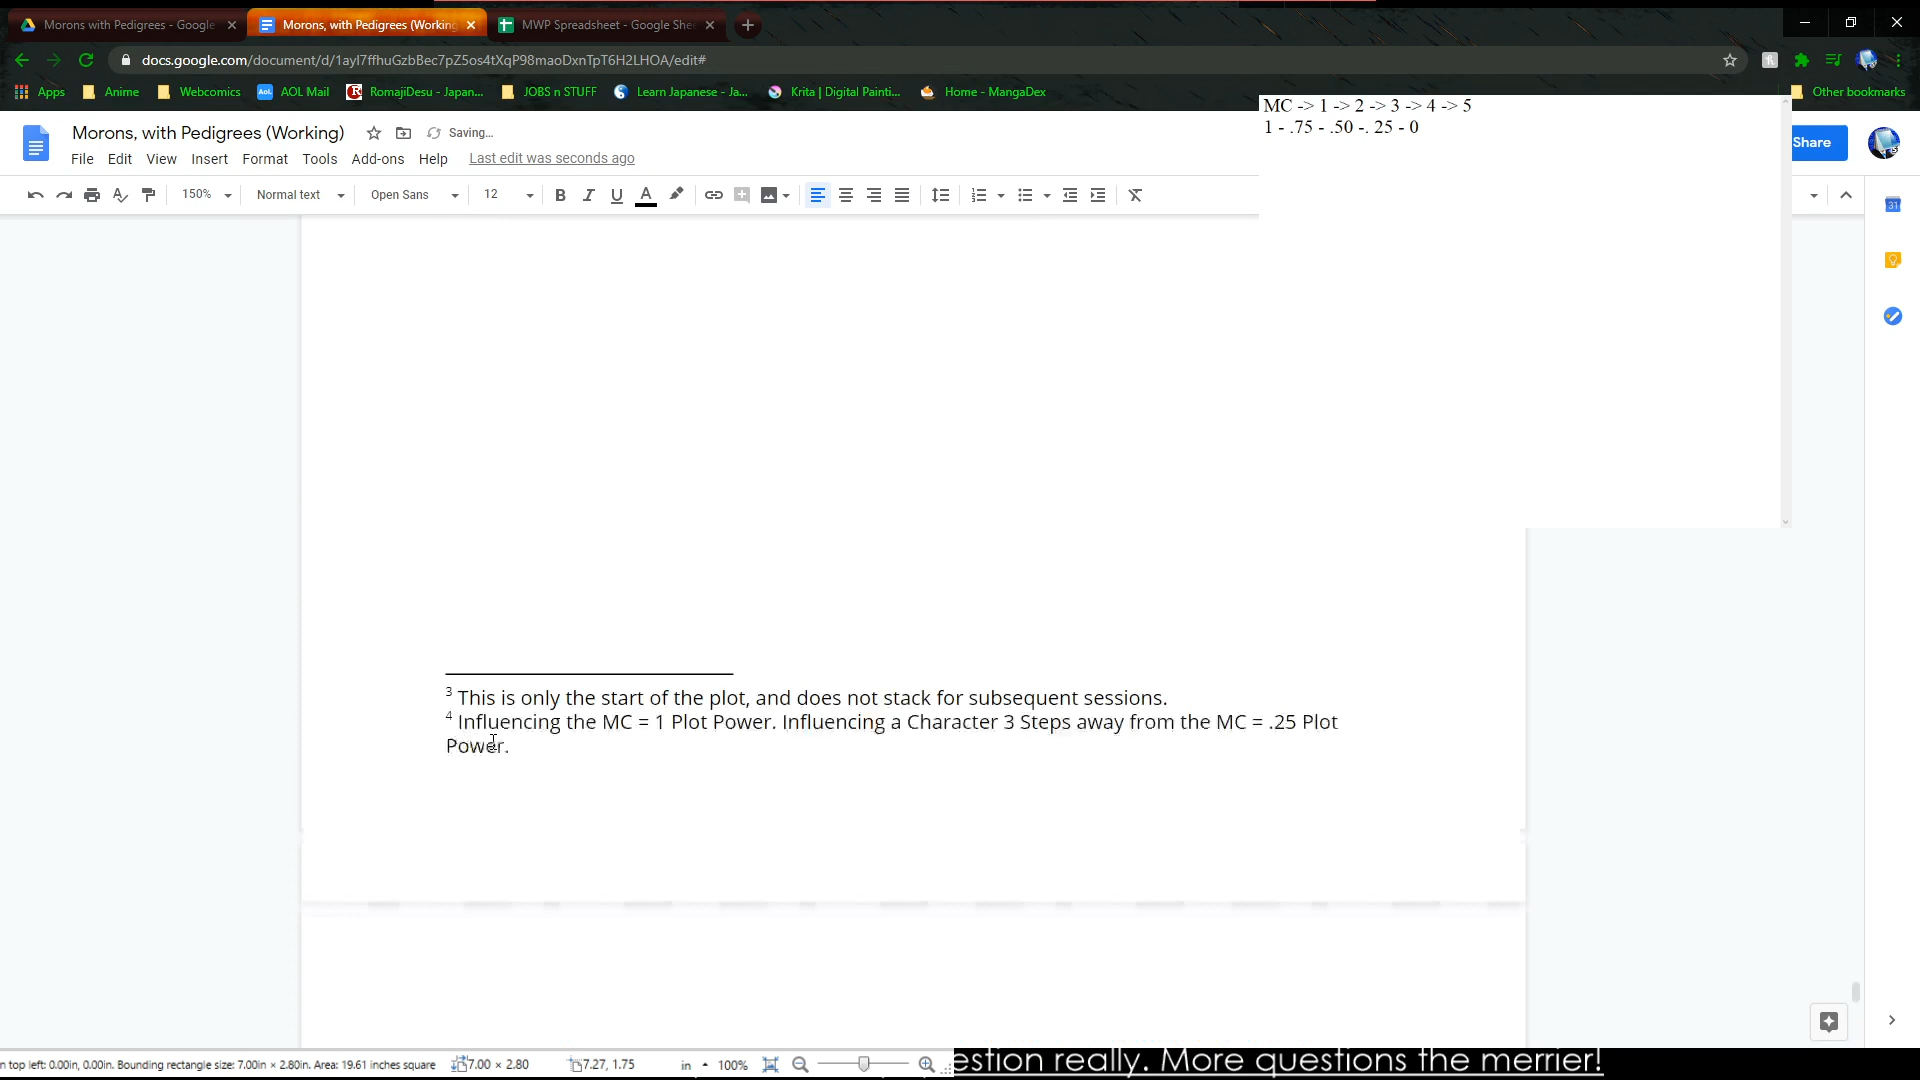 Morons with Pedigrees - Google
Morons, with Pedigrees (Working
MWP Spreadsheet - Google She
docs.google.com/document/d/1ayl7ffhuGzbBec7pZ5os4tXqP98maoDxnTpT6H2LHOA/edit#
Apps Anime Webcomics AOL Mail RomajiDesu - Japan... JOBS n STUFF Learn Japanese - Ja... Krita | Digital Painti... Home - MangaDex Other bookmarks
MC -> 1 -> 2 -> 3 -> 4 -> 5
1 - .75 - .50 -. 25 - 0
Morons, with Pedigrees (Working) Saving...
Share
File Edit View Insert Format Tools Add-ons Help Last edit was seconds ago
150% Normal text Open Sans 12 B I U A
31
3 This is only the start of the plot, and does not stack for subsequent sessions.
4 Influencing the MC = 1 Plot Power. Influencing a Character 3 Steps away from the MC = .25 Plot
Power.
n top left: 0.00in, 0.00in. Bounding rectangle size: 7.00in × 2.80in. Area: 19.61 inches square 7.00 × 2.80 7.27, 1.75 in 100%
estion really. More questions the merrier!